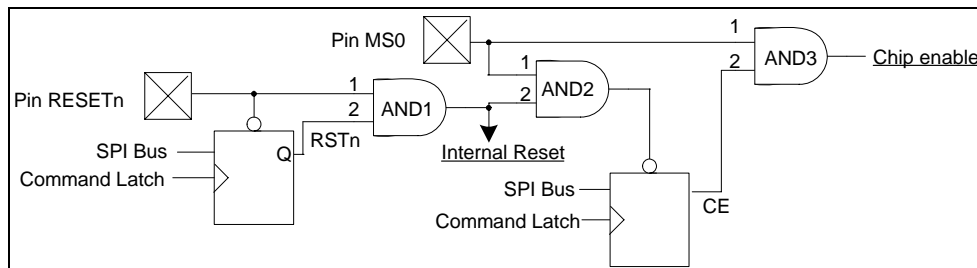 Pin MS0
1
AND3
2
Chip enable
1
AND2
2
Pin RESETn
1
AND1
2
RSTn
Q
SPI Bus
Command Latch
Internal Reset
SPI Bus
CE
Command Latch